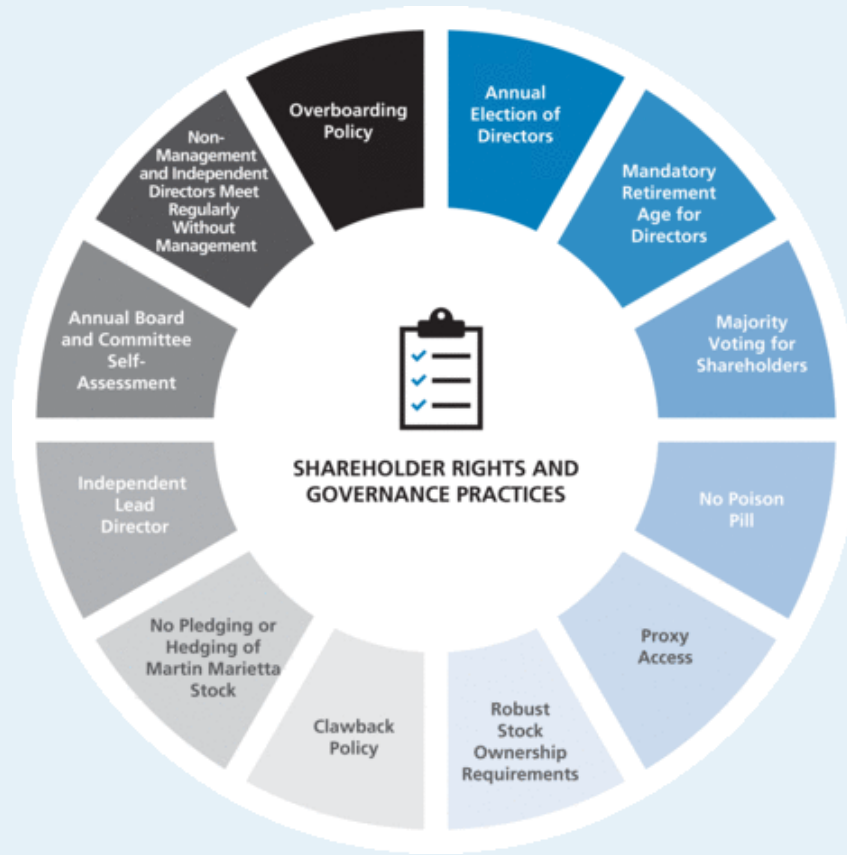 Annual
Election of
Directors
Mandatory
Retirement
Age for
Directors
Majority
Voting for
Shareholders
No Poison
Pill
Proxy
Access
Robust
Stock
Ownership
Requirements
Clawback
Policy
No Pledging or
Hedging of
Martin Marietta
Stock
Independent
Lead
Director
Annual Board
and Committee
Self-
Assessment
Non-
Management
and Independent
Directors Meet
Regularly
Without
Management
Overboarding
Policy
SHAREHOLDER RIGHTS AND
GOVERNANCE PRACTICES